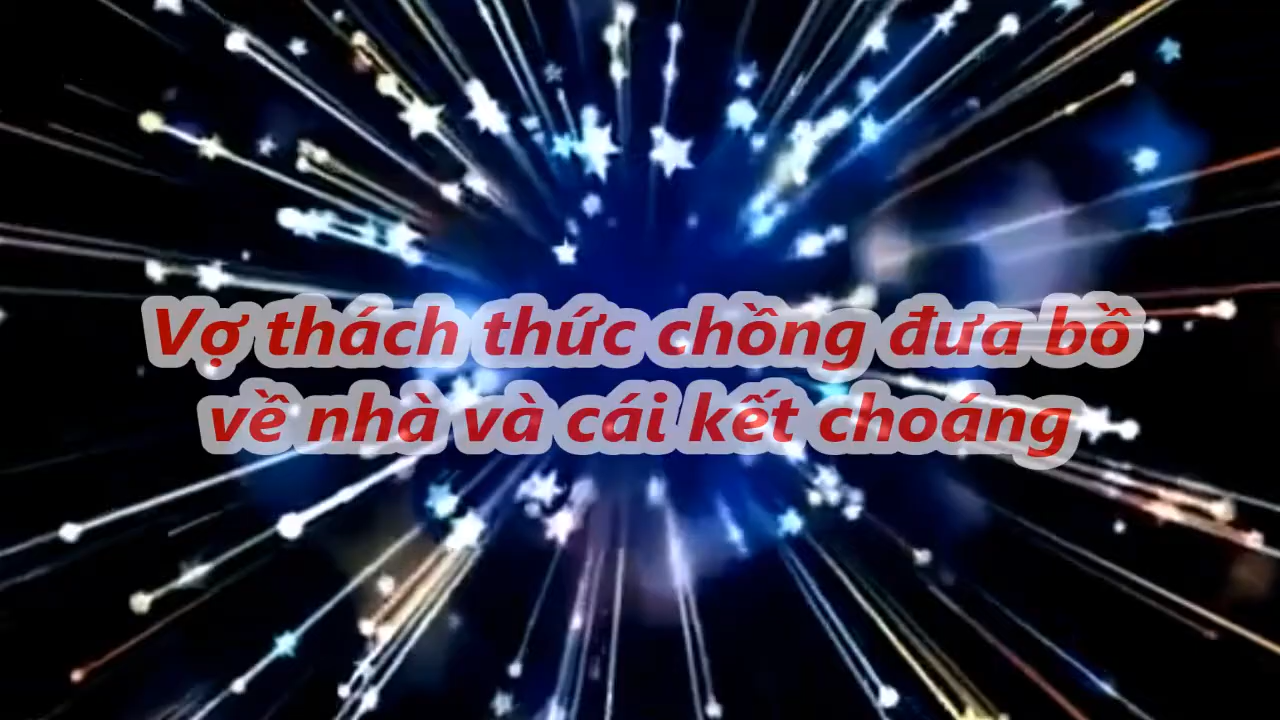 Vợ thách thức chồng đưa bồ
về nhà và cái kết choáng